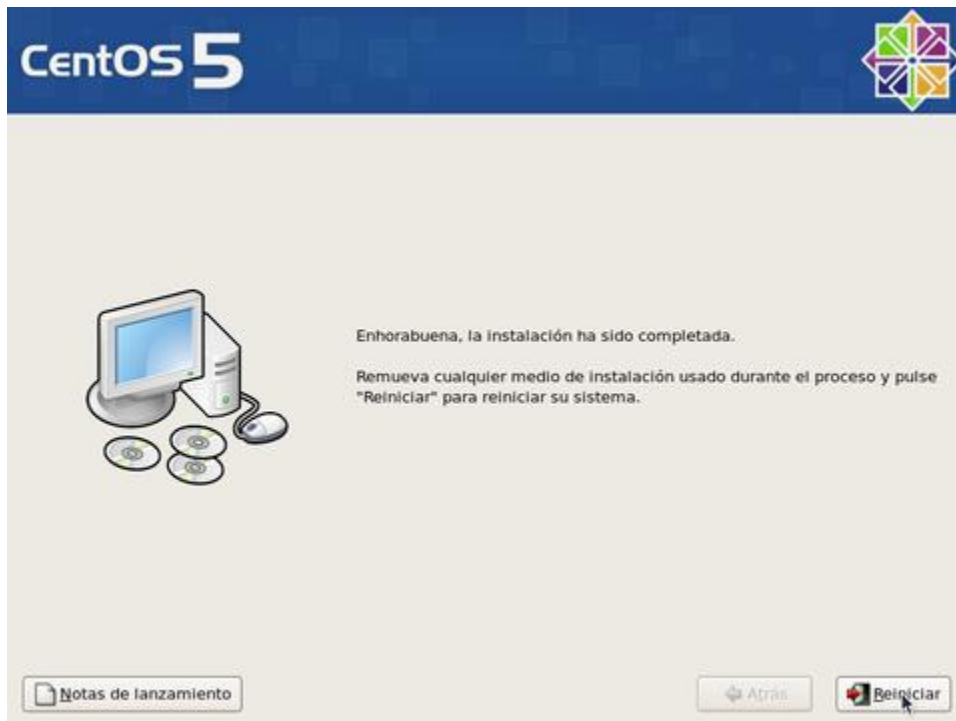 CentOS 5
Enhorabuena, la instalación ha sido completada.
Remueva cualquier medio de instalación usado durante el proceso y pulse
"Reiniciar" para reiniciar su sistema.
Notas de lanzamiento
Atrás
Reiniciar